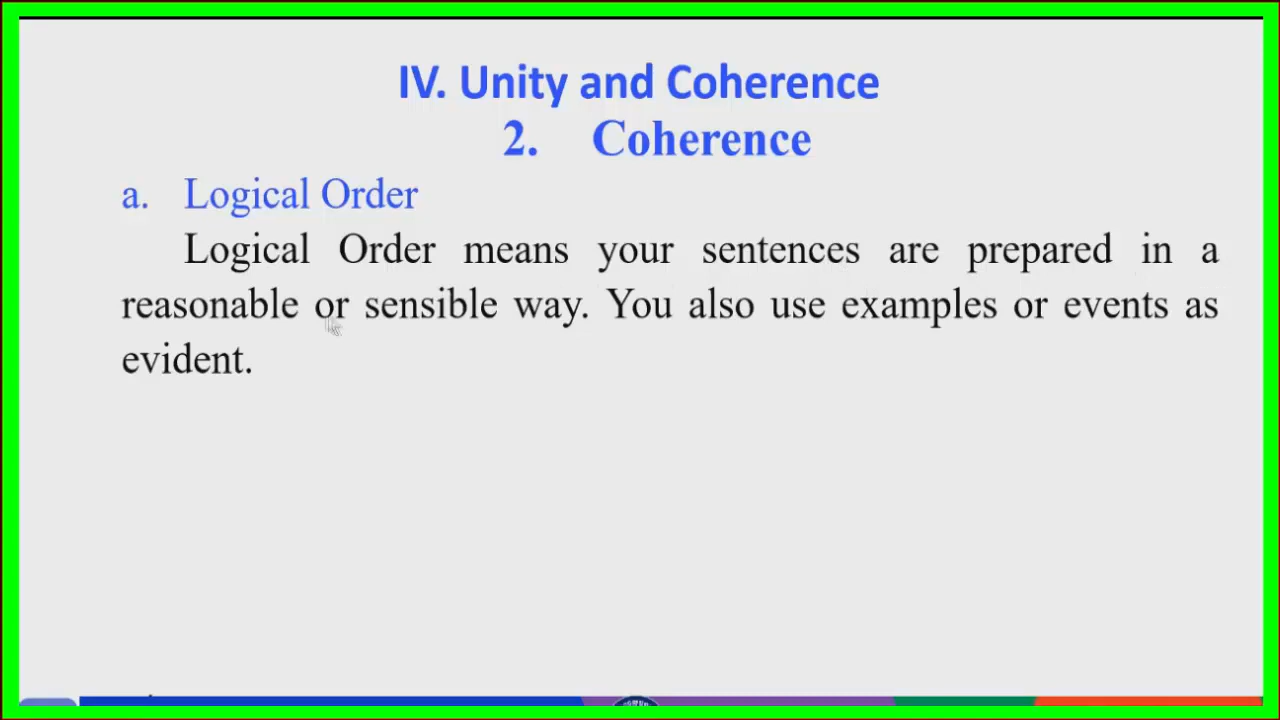 IV. Unity and Coherence
2. Coherence
a. Logical Order
Logical Order means your sentences are prepared in a
reasonable or sensible way. You also use examples or events as
evident.